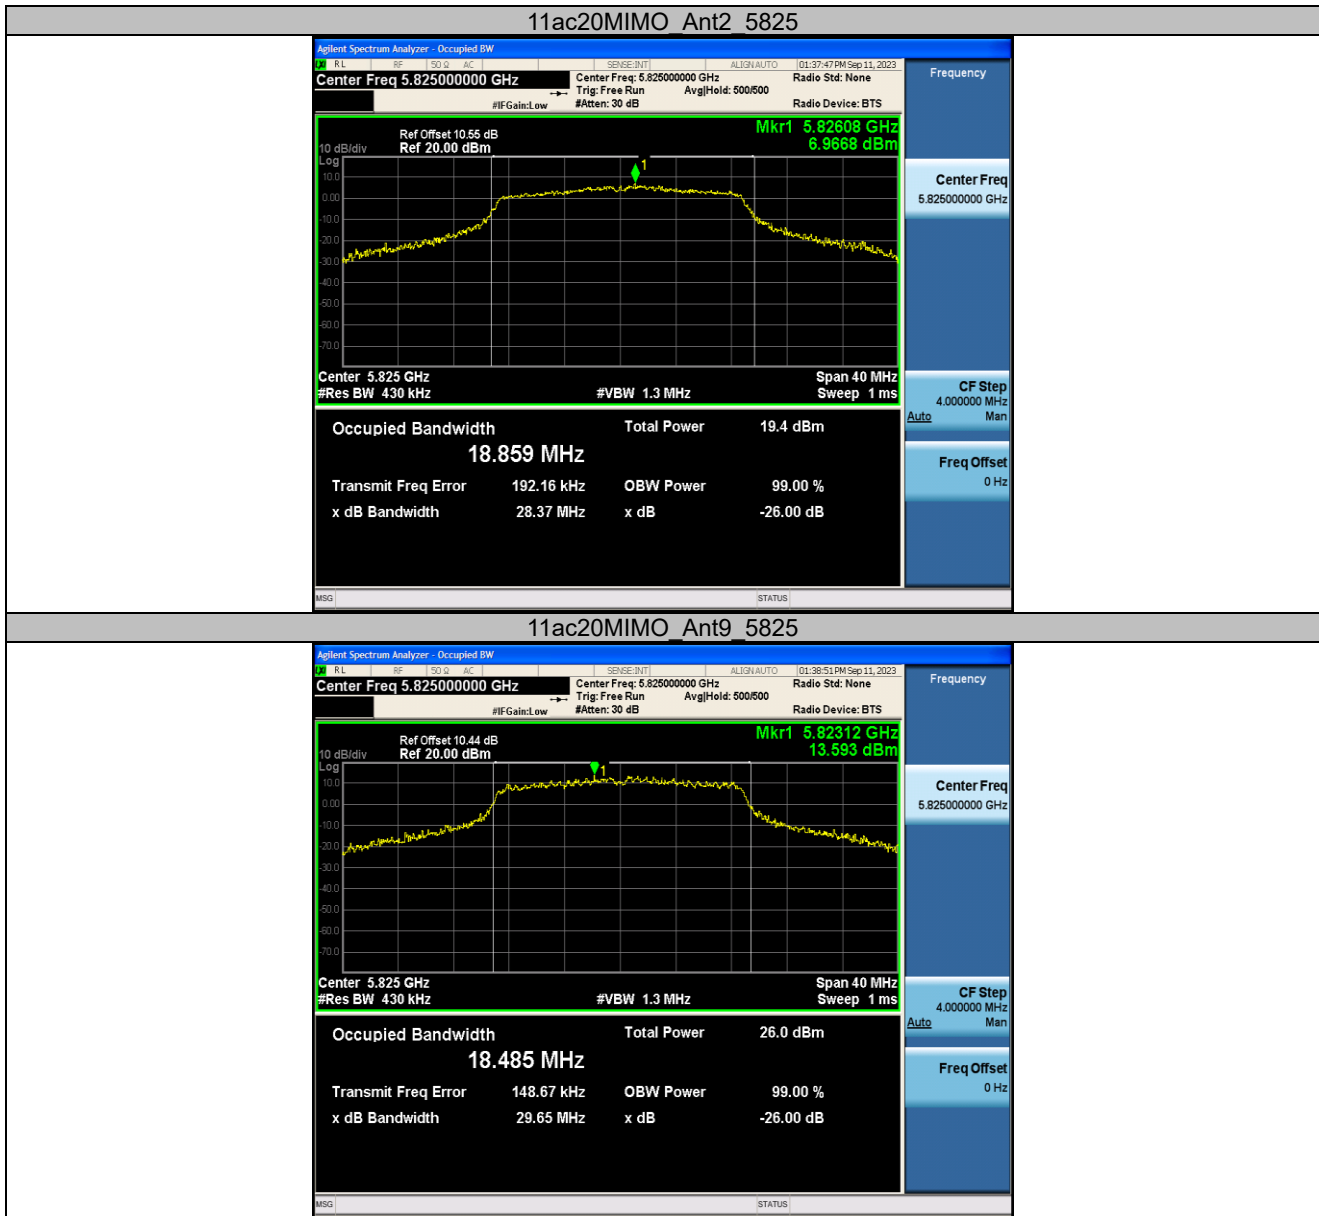 11ac20MIMO_Ant2_5825
Agilent Spectrum Analyzer - Occupied BW
RL RF 50 Ω AC SENSE:INT ALIGN AUTO 01:37:47 PM Sep 11, 2023
Center Freq 5.825000000 GHz
Center Freq: 5.825000000 GHz Radio Std: None
Trig: Free Run Avg|Hold: 500/500
#IFGain:Low #Atten: 30 dB Radio Device: BTS
Frequency
Mkr1 5.82608 GHz
6.9668 dBm
Ref Offset 10.55 dB
10 dB/div Ref 20.00 dBm
Log
1
10.0
0.00
-10.0
-20.0
-30.0
-40.0
-50.0
-60.0
-70.0
Center 5.825 GHz Span 40 MHz
#Res BW 430 kHz #VBW 1.3 MHz Sweep 1 ms
Occupied Bandwidth Total Power 19.4 dBm
18.859 MHz
Transmit Freq Error 192.16 kHz OBW Power 99.00 %
x dB Bandwidth 28.37 MHz x dB -26.00 dB
Center Freq
5.825000000 GHz
CF Step
4.000000 MHz
Auto Man
Freq Offset
0 Hz
MSG STATUS
11ac20MIMO_Ant9_5825
Agilent Spectrum Analyzer - Occupied BW
RL RF 50 Ω AC SENSE:INT ALIGN AUTO 01:38:51 PM Sep 11, 2023
Center Freq 5.825000000 GHz
Center Freq: 5.825000000 GHz Radio Std: None
Trig: Free Run Avg|Hold: 500/500
#IFGain:Low #Atten: 30 dB Radio Device: BTS
Frequency
Mkr1 5.82312 GHz
13.593 dBm
Ref Offset 10.44 dB
10 dB/div Ref 20.00 dBm
Log
1
10.0
0.00
-10.0
-20.0
-30.0
-40.0
-50.0
-60.0
-70.0
Center 5.825 GHz Span 40 MHz
#Res BW 430 kHz #VBW 1.3 MHz Sweep 1 ms
Occupied Bandwidth Total Power 26.0 dBm
18.485 MHz
Transmit Freq Error 148.67 kHz OBW Power 99.00 %
x dB Bandwidth 29.65 MHz x dB -26.00 dB
Center Freq
5.825000000 GHz
CF Step
4.000000 MHz
Auto Man
Freq Offset
0 Hz
MSG STATUS